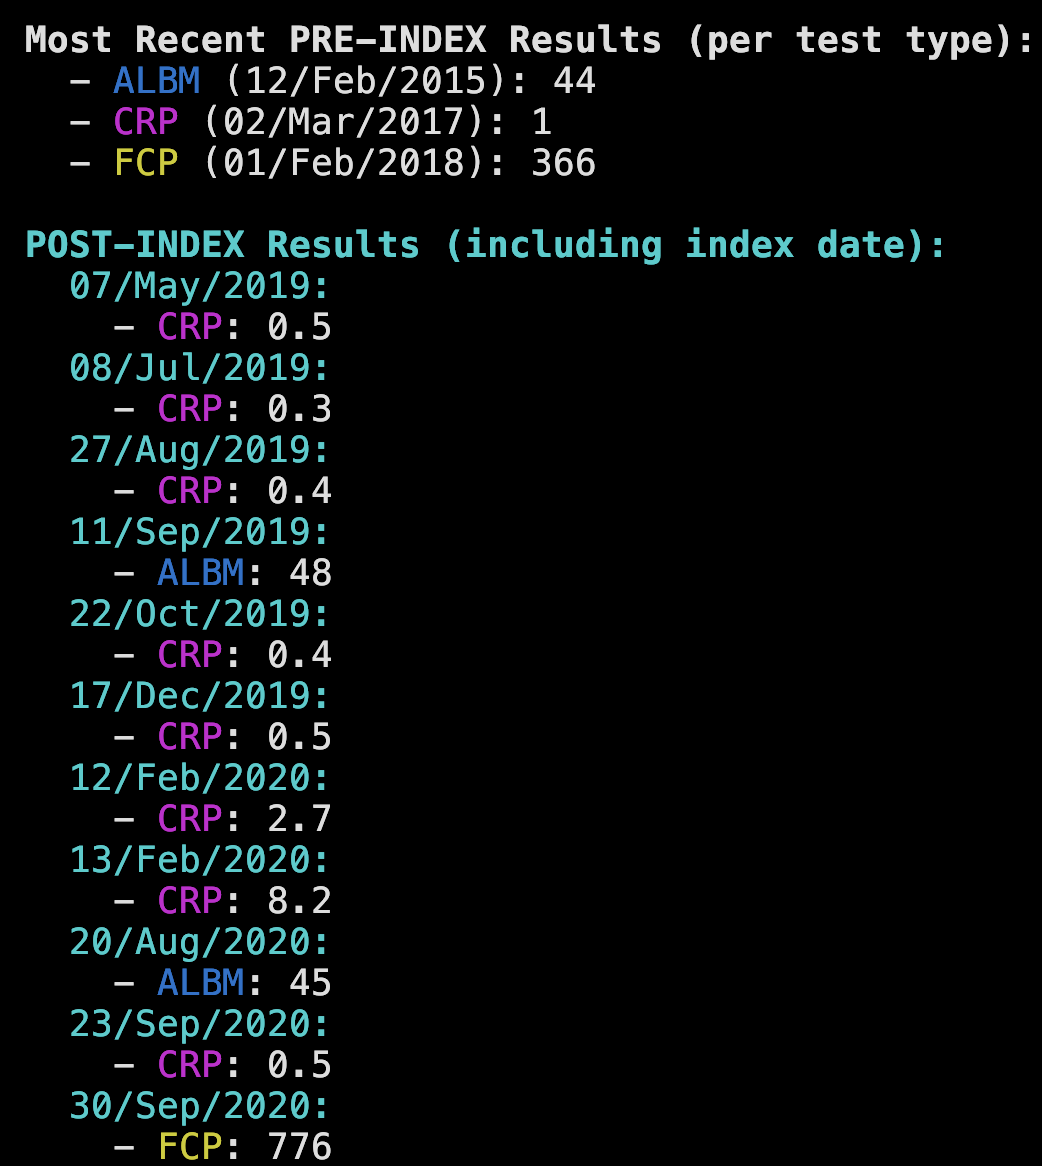 Most Recent PRE-INDEX Results (per test type):
- ALBM (12/Feb/2015): 44
- CRP (02/Mar/2017): 1
- FCP (01/Feb/2018): 366
POST-INDEX Results (including index date):
07/May/2019:
- CRP: 0.5
08/Jul/2019:
- CRP: 0.3
27/Aug/2019:
- CRP: 0.4
11/Sep/2019:
- ALBM: 48
22/Oct/2019:
- CRP: 0.4
17/Dec/2019:
- CRP: 0.5
12/Feb/2020:
- CRP: 2.7
13/Feb/2020:
- CRP: 8.2
20/Aug/2020:
- ALBM: 45
23/Sep/2020:
- CRP: 0.5
30/Sep/2020:
- FCP: 776